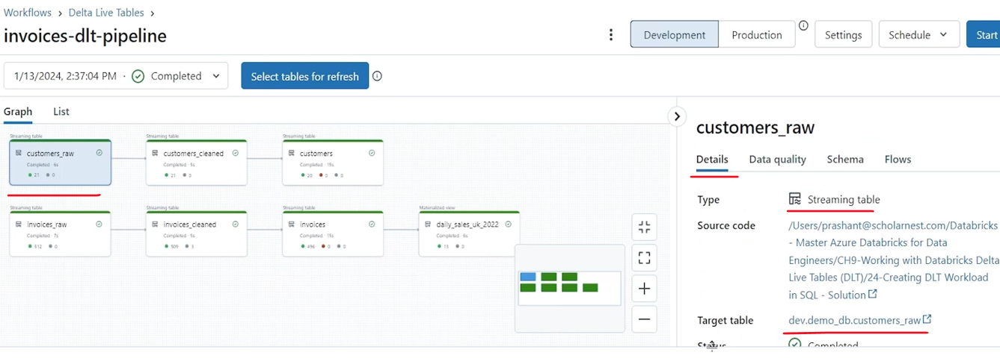 Workflows > Delta Live Tables >
invoices-dlt-pipeline
Development Production Settings Schedule Start
1/13/2024, 2:37:04 PM · Completed
Select tables for refresh
Graph List
Streaming table Streaming table Streaming table
customers_raw customers_cleaned customers
Completed · 6s Completed · 5s Completed · 15s
21 0 21 0 20 0 0
Streaming table Streaming table Streaming table Materialized view
invoices_raw invoices_cleaned invoices daily_sales_uk_2022
Completed · 7s Completed · 5s Completed · 15s Completed · 6s
512 0 509 3 496 0 0 13 0
customers_raw
Details Data quality Schema Flows
Type Streaming table
Source code /Users/prashant@scholarnest.com/Databricks
- Master Azure Databricks for Data
Engineers/CH9-Working with Databricks Delta
Live Tables (DLT)/24-Creating DLT Workload
in SQL - Solution
Target table dev.demo_db.customers_raw
Status Completed